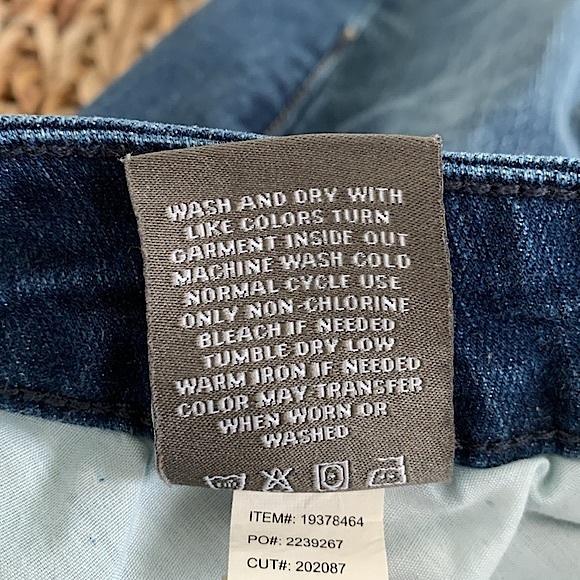 WASH AND DRY WITH
LIKE COLORS TURN
GARMENT INSIDE OUT
MACHINE WASH COLD
NORMAL CYCLE USE
ONLY NON-CHLORINE
BLEACH IF NEEDED
TUMBLE DRY LOW
WARM IRON IF NEEDED
COLOR MAY TRANSFER
WHEN WORN OR
WASHED
ITEM#: 19378464
PO#: 2239267
CUT#: 202087